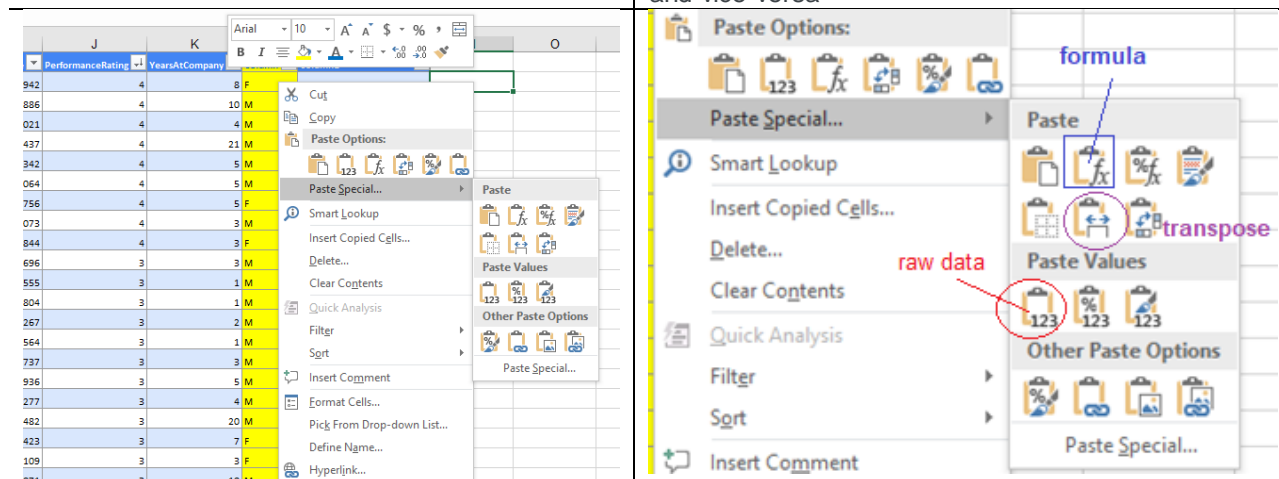 and vice versa
Arial 10 A A $ % ,
B I A .00 .00
J K O
PerformanceRating YearsAtCompany
942 4 8 F
886 4 10 M
021 4 4 M
437 4 21 M
342 4 5 M
064 4 5 M
756 4 5 F
073 4 3 M
844 4 3 F
696 3 3 M
555 3 1 M
804 3 1 M
267 3 2 M
564 3 1 M
737 3 3 M
936 3 5 M
277 3 4 M
482 3 20 M
423 3 7 F
109 3 3 F
Cut
Copy
Paste Options:
123 fx %
Paste Special...
Smart Lookup
Insert Copied Cells...
Delete...
Clear Contents
Quick Analysis
Filter
Sort
Insert Comment
Format Cells...
Pick From Drop-down List...
Define Name...
Hyperlink...
Paste
fx %fx
Paste Values
123 % 123 123
Other Paste Options
%
Paste Special...
Paste Options:
123 fx %
Paste Special...
Smart Lookup
Insert Copied Cells...
Delete...
Clear Contents
Quick Analysis
Filter
Sort
Insert Comment
formula
Paste
fx %fx
transpose
raw data
Paste Values
123 % 123 123
Other Paste Options
%
Paste Special...